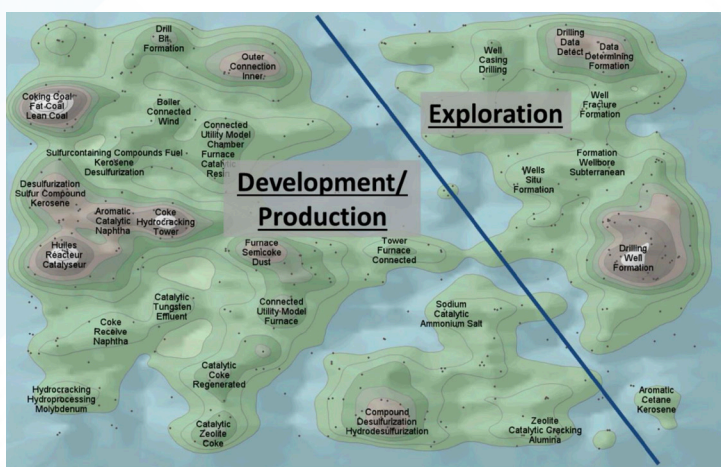 Drill
Bit
Formation
Outer
Connection
Inner.
Well
Casing
Drilling
Drilling
Data
Detect
Data
Determining
Formation
Coking Coal
Fat Coal
Lean Coal
Boiler
Connected
Wind
Well
Fracture
Formation
Exploration
Connected
Utility Model
Chamber
Furnace
Catalytic
Resin
Sulfurcontaining Compounds Fuel
Kerosene
Desulfurization
Formation
Wellbore
Subterranean
Wells
Situ
Formation
Development/
Production
Desulfurization
Sulfur Compound
Kerosene
Aromatic
Catalytic
Naphtha
Coke
Hydrocracking
Tower
Huiles
Reacteur
Catalyseur
Furnace
Semicoke
Dust
Tower
Furnace
Connected
Drilling
Well
Formation
Catalytic
Tungsten
Effluent
Connected
Utility Model
Furnace
Sodium
Catalytic
Ammonium Salt
Coke
Receive
Naphtha
Catalytic
Coke
Regenerated
Hydrocracking
Hydroprocessing
Molybdenum
Aromatic
Cetane
Kerosene
Compound
Desulfurization
Hydrodesulfurization
Zeolite
Catalytic Cracking
Alumina
Catalytic
Zeolite
Coke